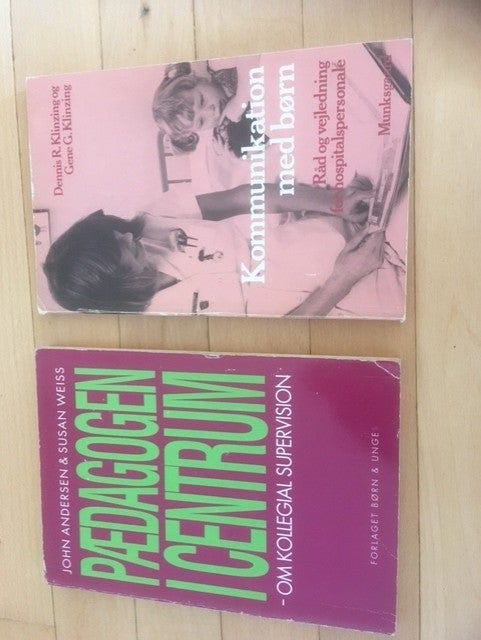 Dennis R. Klinzing og
Gene G. Klinzing
Kommunikation
med børn
Råd og vejledning
for hospitalspersonale
Munksgaard
JOHN ANDERSEN & SUSAN WEISS
PÆDAGOGEN
I CENTRUM
- OM KOLLEGIAL SUPERVISION
FORLAGET BØRN & UNGE